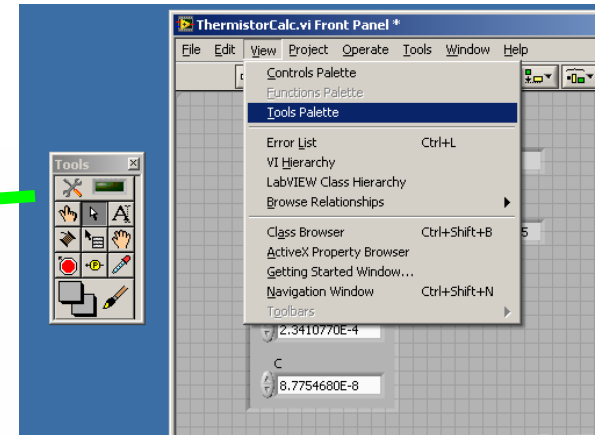 ThermistorCalc.vi Front Panel *
File Edit View Project Operate Tools Window Help
Controls Palette
Functions Palette
Tools Palette
Error List Ctrl+L
VI Hierarchy
LabVIEW Class Hierarchy
Browse Relationships
Class Browser Ctrl+Shift+B
ActiveX Property Browser
Getting Started Window...
Navigation Window Ctrl+Shift+N
Toolbars
Tools
A
P
5
2.3410770E-4
C
8.7754680E-8